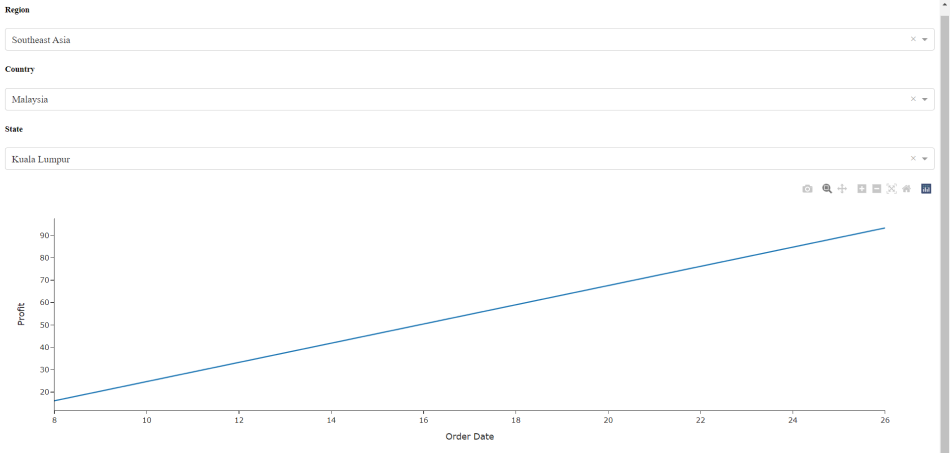 Region
Southeast Asia
Country
Malaysia
State
Kuala Lumpur
90
80
70
60
50
40
30
20
Profit
8 10 12 14 16 18 20 22 24 26
Order Date